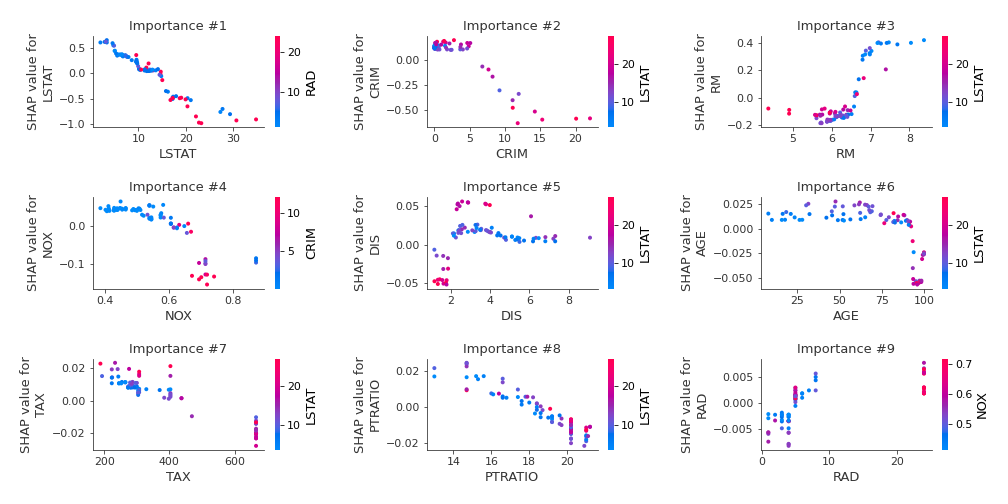 Importance #1
SHAP value for
LSTAT
0.5
0.0
−0.5
−1.0
10
20
30
LSTAT
20
10
RAD
Importance #2
SHAP value for
CRIM
0.00
−0.25
−0.50
0
5
10
15
20
CRIM
20
10
LSTAT
Importance #3
SHAP value for
RM
0.4
0.2
0.0
−0.2
5
6
7
8
RM
20
10
LSTAT
Importance #4
SHAP value for
NOX
0.0
−0.1
0.4
0.6
0.8
NOX
10
5
CRIM
Importance #5
SHAP value for
DIS
0.05
0.00
−0.05
2
4
6
8
DIS
20
10
LSTAT
Importance #6
SHAP value for
AGE
0.025
0.000
−0.025
−0.050
25
50
75
100
AGE
20
10
LSTAT
Importance #7
SHAP value for
TAX
0.02
0.00
−0.02
200
400
600
TAX
20
10
LSTAT
Importance #8
SHAP value for
PTRATIO
0.02
0.00
−0.02
14
16
18
20
PTRATIO
20
10
LSTAT
Importance #9
SHAP value for
RAD
0.005
0.000
−0.005
0
10
20
RAD
0.7
0.6
0.5
NOX